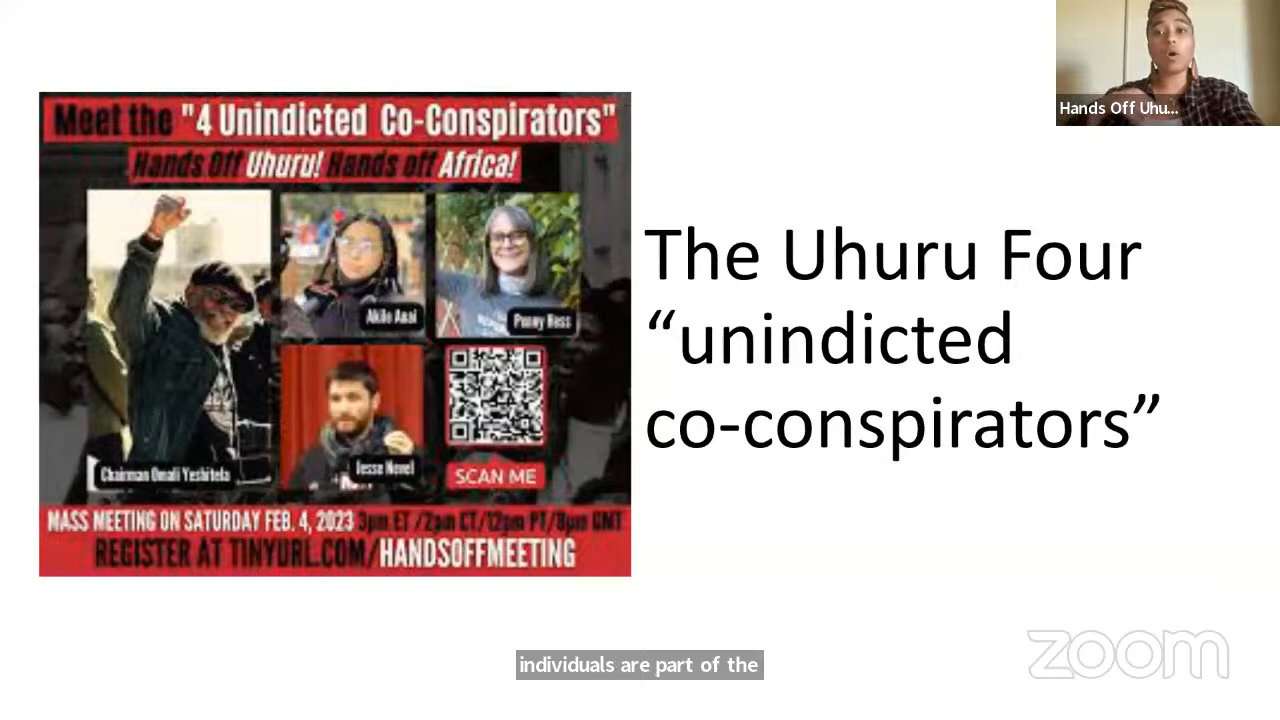 Meet the "4 Unindicted Co-Conspirators"
Hands Off Uhuru! Hands off Africa!
Akile Anai
Penny Hess
Chairman Omali Yeshitela
Jesse Nevel
SCAN ME
MASS MEETING ON SATURDAY FEB. 4, 2023 3pm ET /2pm CT/12pm PT/8pm GMT
REGISTER AT TINYURL.COM/HANDSOFFMEETING
The Uhuru Four
“unindicted
co-conspirators”
Hands Off Uhu...
individuals are part of the
zoom